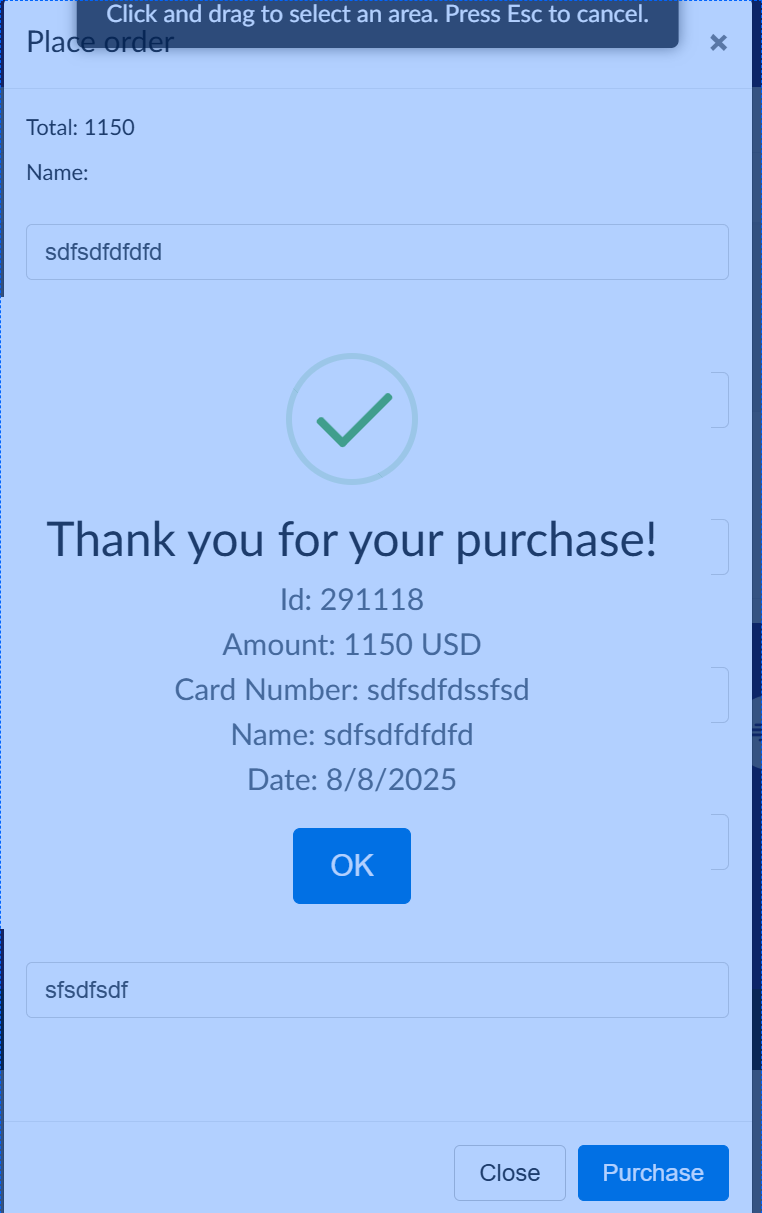 Click and drag to select an area. Press Esc to cancel.
Place order
×
Total: 1150
Name:
sdfsdfdfdfd
Thank you for your purchase!
Id: 291118
Amount: 1150 USD
Card Number: sdfsdfdssfsd
Name: sdfsdfdfdfd
Date: 8/8/2025
OK
sfsdfsdf
Close
Purchase